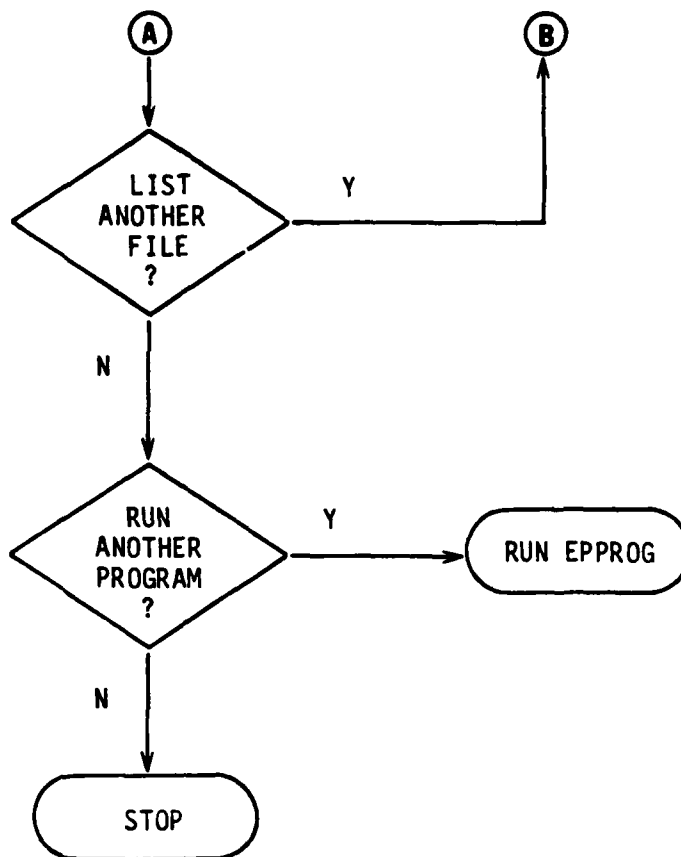 A
B
LIST
ANOTHER
FILE
?
Y
N
RUN
ANOTHER
PROGRAM
?
Y
RUN EPPROG
N
STOP